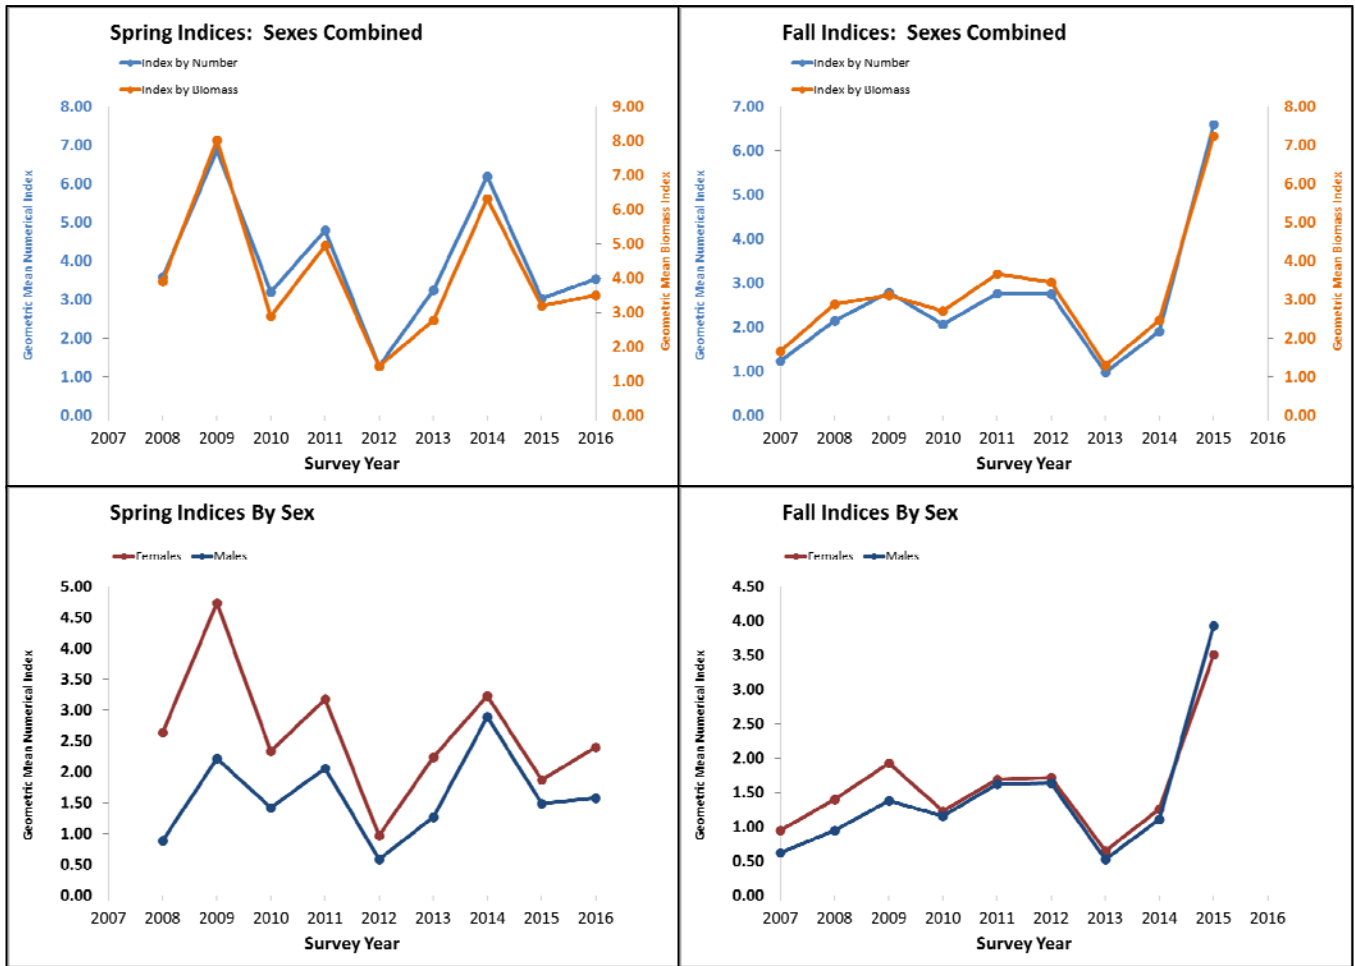 Spring Indices:  Sexes Combined
Index by Number
Index by Biomass
Geometric Mean Numerical Index
8.00
7.00
6.00
5.00
4.00
3.00
2.00
1.00
0.00
9.00
8.00
7.00
6.00
5.00
4.00
3.00
2.00
1.00
0.00
Geometric Mean Biomass Index
2007 2008 2009 2010 2011 2012 2013 2014 2015 2016
Survey Year
Fall Indices:  Sexes Combined
Index by Number
Index by Biomass
Geometric Mean Numerical Index
7.00
6.00
5.00
4.00
3.00
2.00
1.00
0.00
8.00
7.00
6.00
5.00
4.00
3.00
2.00
1.00
0.00
Geometric Mean Biomass Index
2007 2008 2009 2010 2011 2012 2013 2014 2015 2016
Survey Year
Spring Indices By Sex
Females Males
Geometric Mean Numerical Index
5.00
4.50
4.00
3.50
3.00
2.50
2.00
1.50
1.00
0.50
0.00
2007 2008 2009 2010 2011 2012 2013 2014 2015 2016
Survey Year
Fall Indices By Sex
Females Males
Geometric Mean Numerical Index
4.50
4.00
3.50
3.00
2.50
2.00
1.50
1.00
0.50
0.00
2007 2008 2009 2010 2011 2012 2013 2014 2015 2016
Survey Year